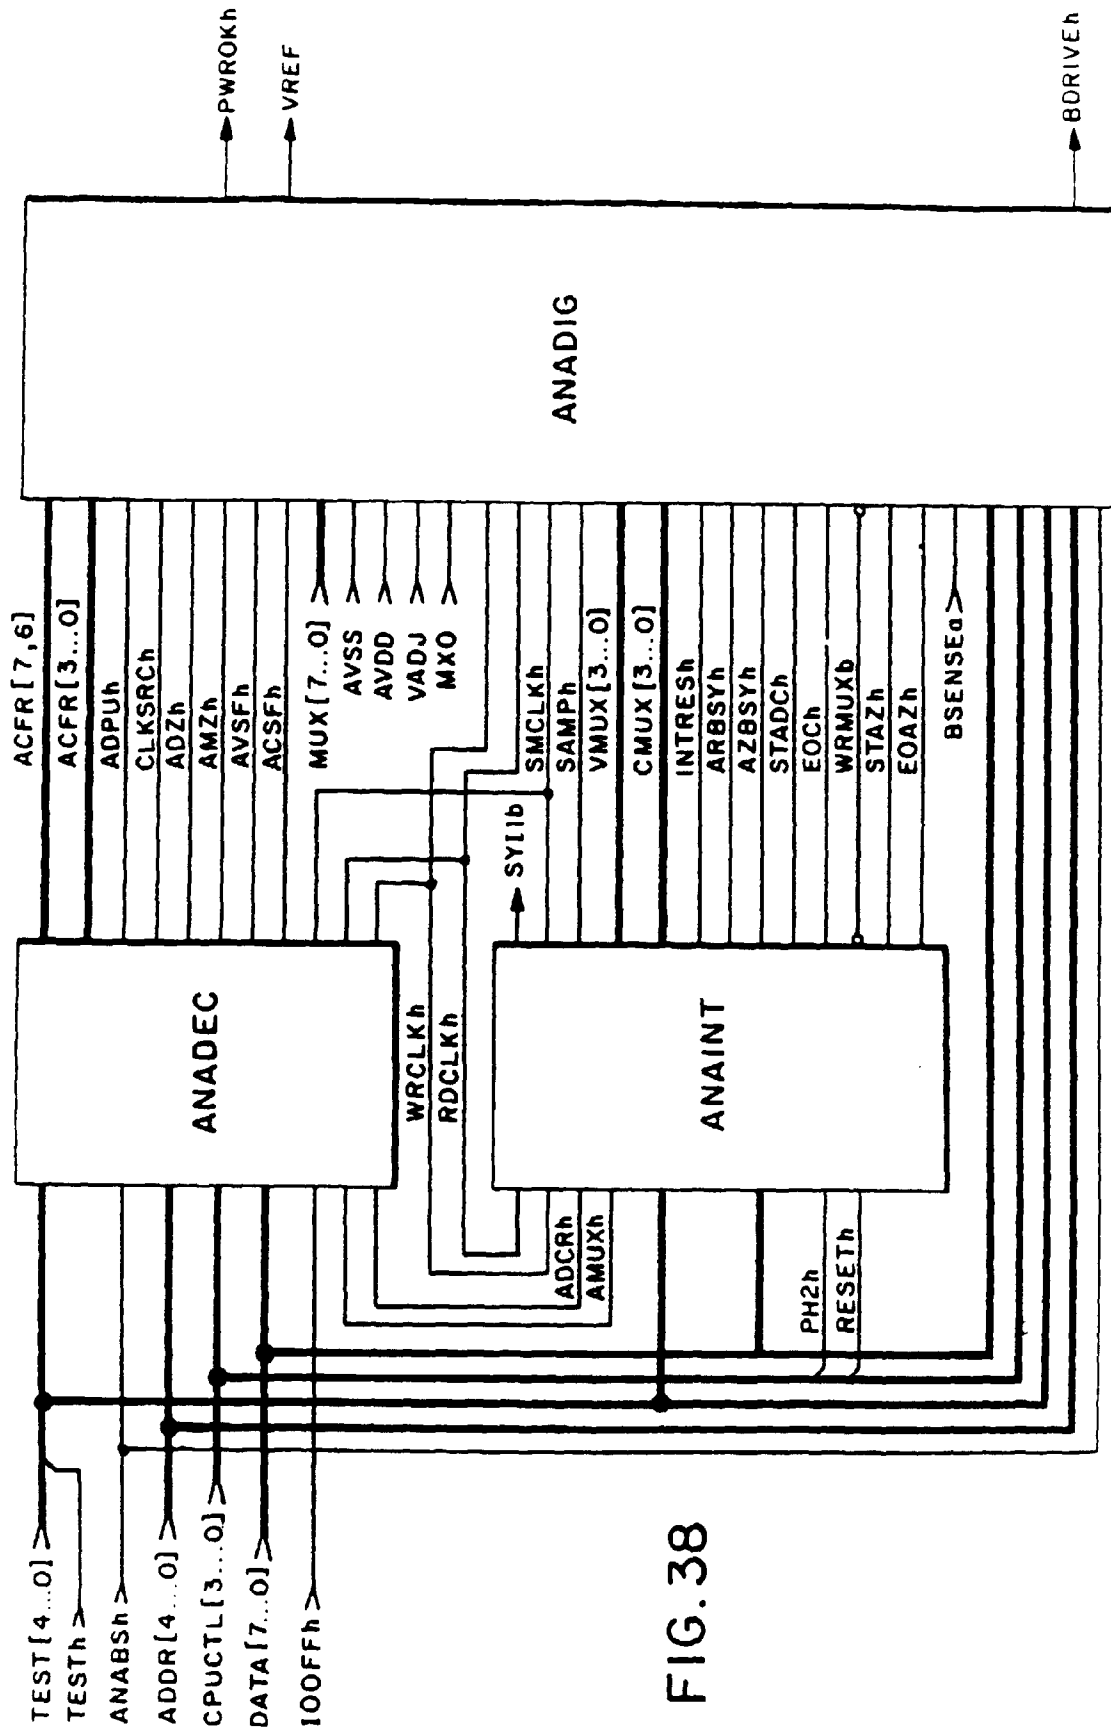 TEST[4...0]
TESTh
ANABSh
ADDR[4...0]
CPUCTL[3...0]
DATA[7...0]
IOOFFh
ANADEC
WRCLKh
RDCLKh
ADCRh
AMUXh
PH2h
RESETh
ANAINT
ACFR[7,6]
ACFR[3...0]
ADPUh
CLKSRCh
ADZh
AMZh
AVSFh
ACSFh
MUX[7...0]
AVSS
AVDD
VADJ
MXO
SYI1b
SMCLKh
SAMPh
VMUX[3...0]
CMUX[3...0]
INTRESh
ARBSYh
AZBSYh
STADCh
EOCh
WRMUXb
STAZh
EOAZh
BSENSEa
ANADIG
PWROKh
VREF
BDRIVEh
FIG.38